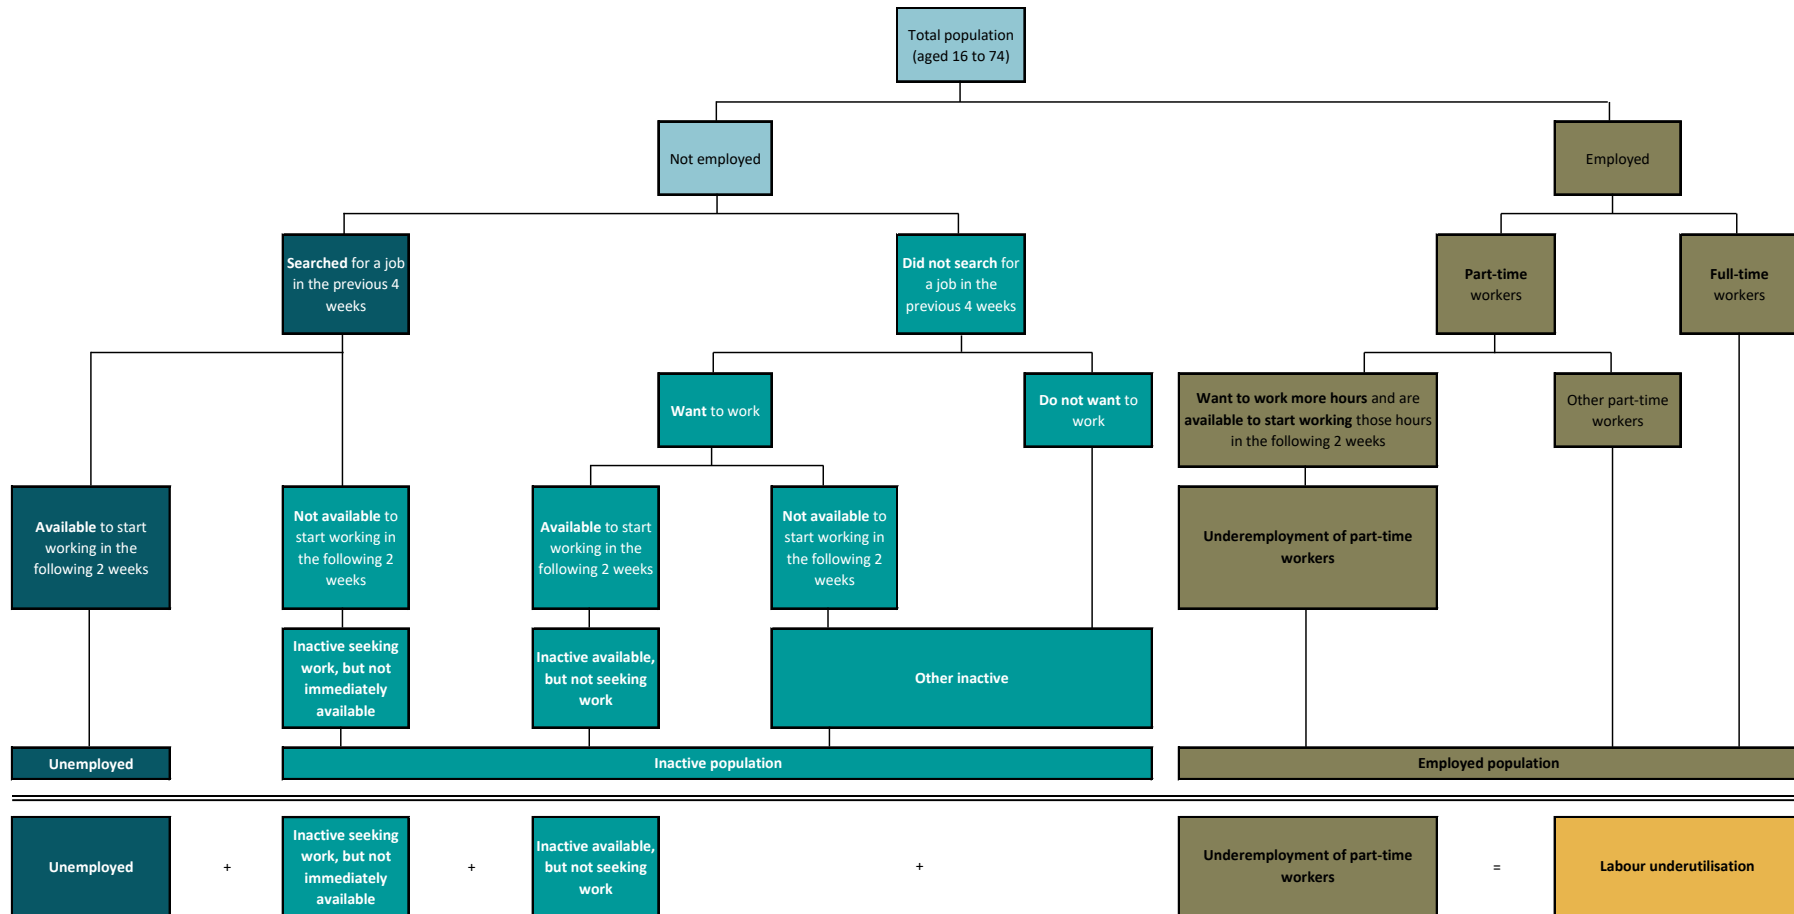 Total population
(aged 16 to 74)
Not employed
Employed
Searched for a job
in the previous 4
weeks
Did not search for
a job in the
previous 4 weeks
Part-time
workers
Full-time
workers
Want to work
Do not want to
work
Want to work more hours and are
available to start working those hours
in the following 2 weeks
Other part-time
workers
Available to start
working in the
following 2 weeks
Not available to
start working in
the following 2
weeks
Available to start
working in the
following 2 weeks
Not available to
start working in
the following 2
weeks
Underemployment of part-time
workers
Inactive seeking
work, but not
immediately
available
Inactive available,
but not seeking
work
Other inactive
Unemployed
Inactive population
Employed population
Unemployed
+
Inactive seeking
work, but not
immediately
available
+
Inactive available,
but not seeking
work
+
Underemployment of part-time
workers
=
Labour underutilisation